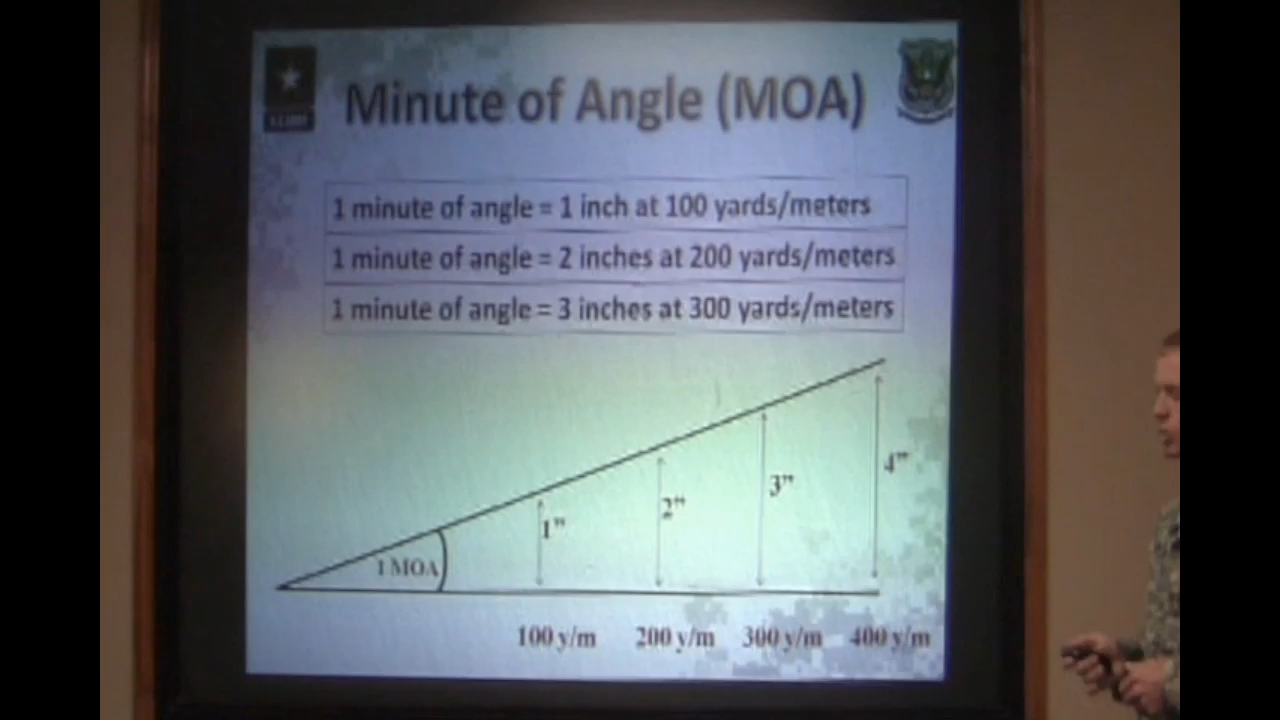 Minute of Angle (MOA)
1 minute of angle = 1 inch at 100 yards/meters
1 minute of angle = 2 inches at 200 yards/meters
1 minute of angle = 3 inches at 300 yards/meters
4"
3"
2"
1"
1 MOA
100 y/m 200 y/m 300 y/m 400 y/m